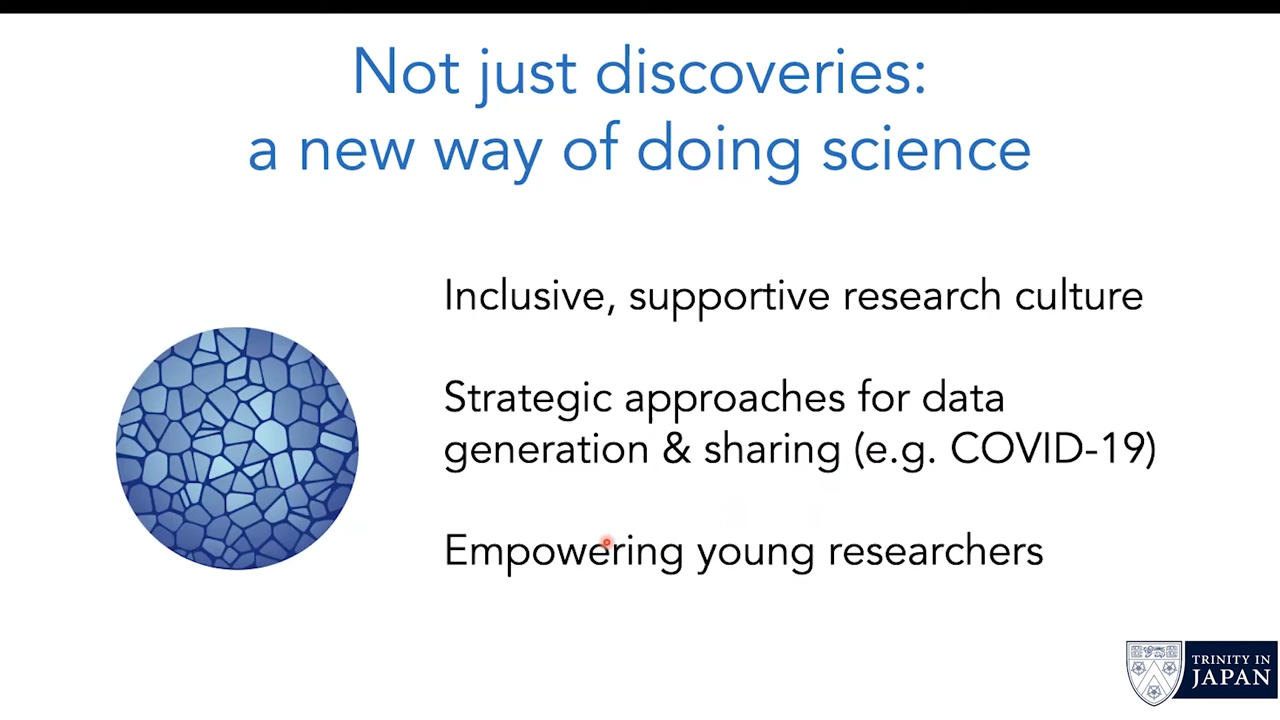 Not just discoveries:
a new way of doing science
Inclusive, supportive research culture
Strategic approaches for data
generation & sharing (e.g. COVID-19)
Empowering young researchers
TRINITY IN
JAPAN